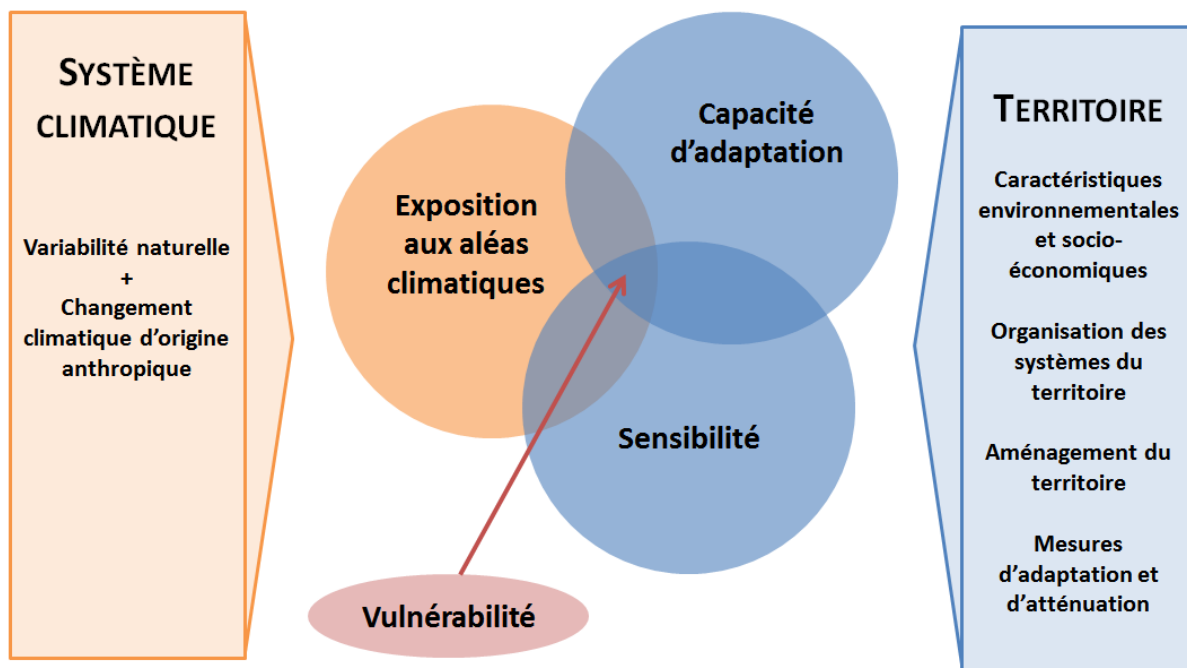 SYSTÈME
CLIMATIQUE
Variabilité naturelle
+
Changement
climatique d'origine
anthropique
Exposition
aux aléas
climatiques
Capacité
d'adaptation
Sensibilité
Vulnérabilité
TERRITOIRE
Caractéristiques
environnementales
et socio-
économiques
Organisation des
systèmes du
territoire
Aménagement du
territoire
Mesures
d'adaptation et
d'atténuation